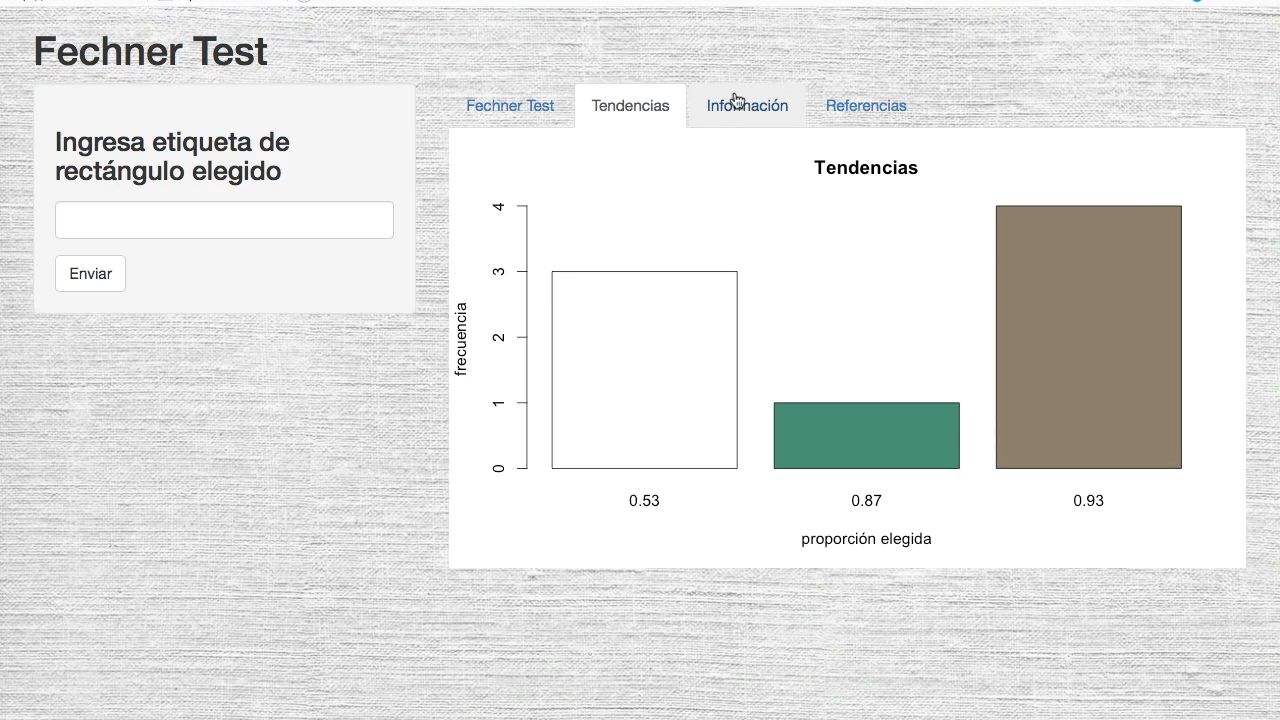 Fechner Test
Ingresa etiqueta de
rectángulo elegido
Enviar
Fechner Test Tendencias Información Referencias
Tendencias
frecuencia
4
3
2
1
0
0.53 0.87 0.93
proporción elegida